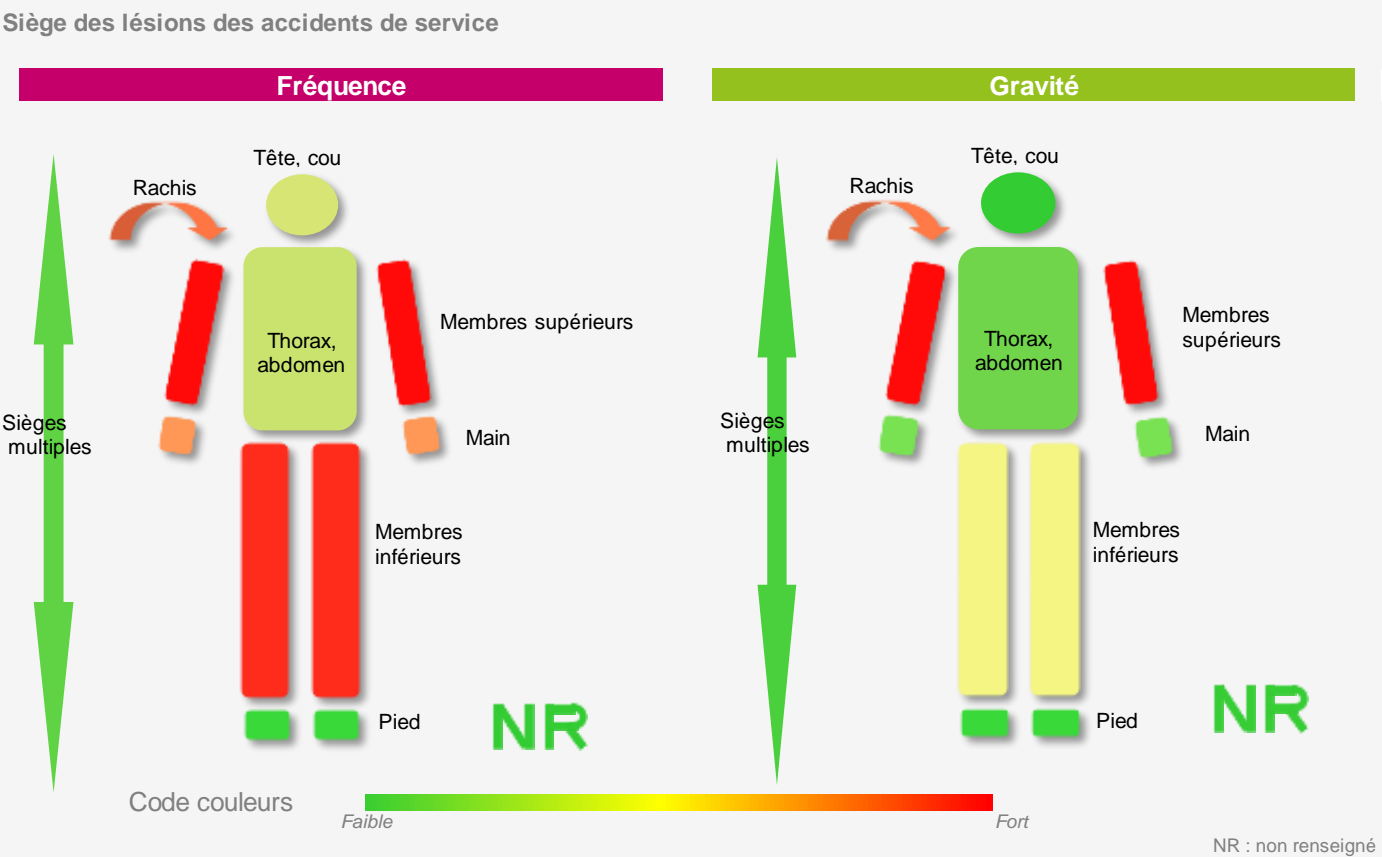 Siège des lésions des accidents de service
Fréquence
Tête, cou
Rachis
Thorax,
abdomen
Membres supérieurs
Sièges
multiples
Main
Membres
inférieurs
Pied
NR
Gravité
Tête, cou
Rachis
Thorax,
abdomen
Membres
supérieurs
Sièges
multiples
Main
Membres
inférieurs
Pied
NR
Code couleurs
Faible
Fort
NR : non renseigné